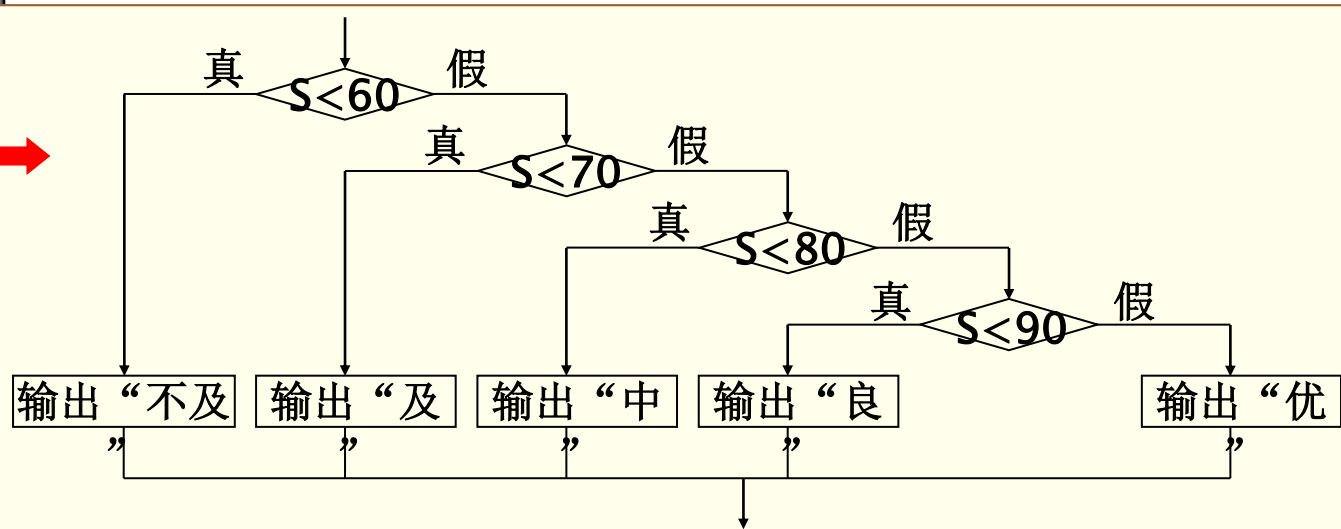 真 假
S<60
真 假
S<70
真 假
S<80
真 假
S<90
输出“不及
”
输出“及
”
输出“中
”
输出“良
”
输出“优
”